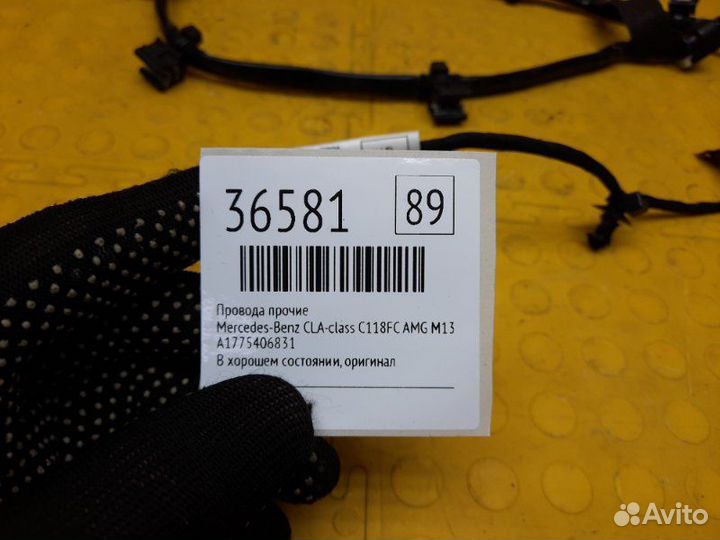 36581
89
Провода прочие
Mercedes-Benz CLA-class C118FC AMG M13
A1775406831
В хорошем состоянии, оригинал
Avito